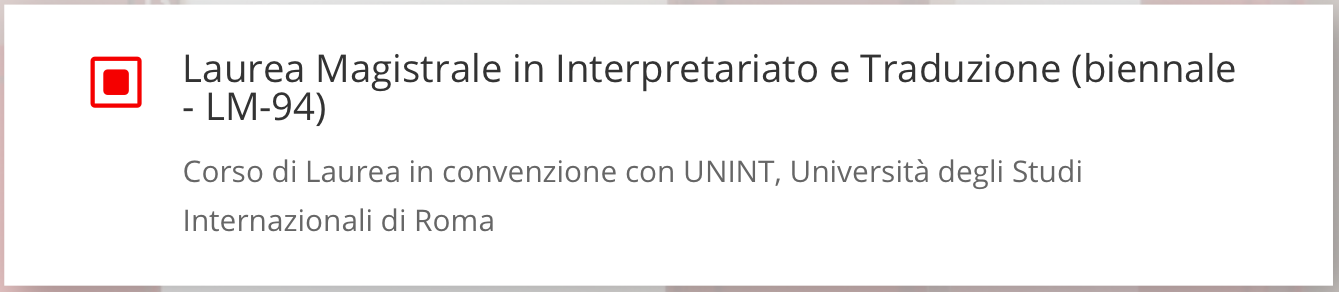 Laurea Magistrale in Interpretariato e Traduzione (biennale
- LM-94)
Corso di Laurea in convenzione con UNINT, Università degli Studi
Internazionali di Roma